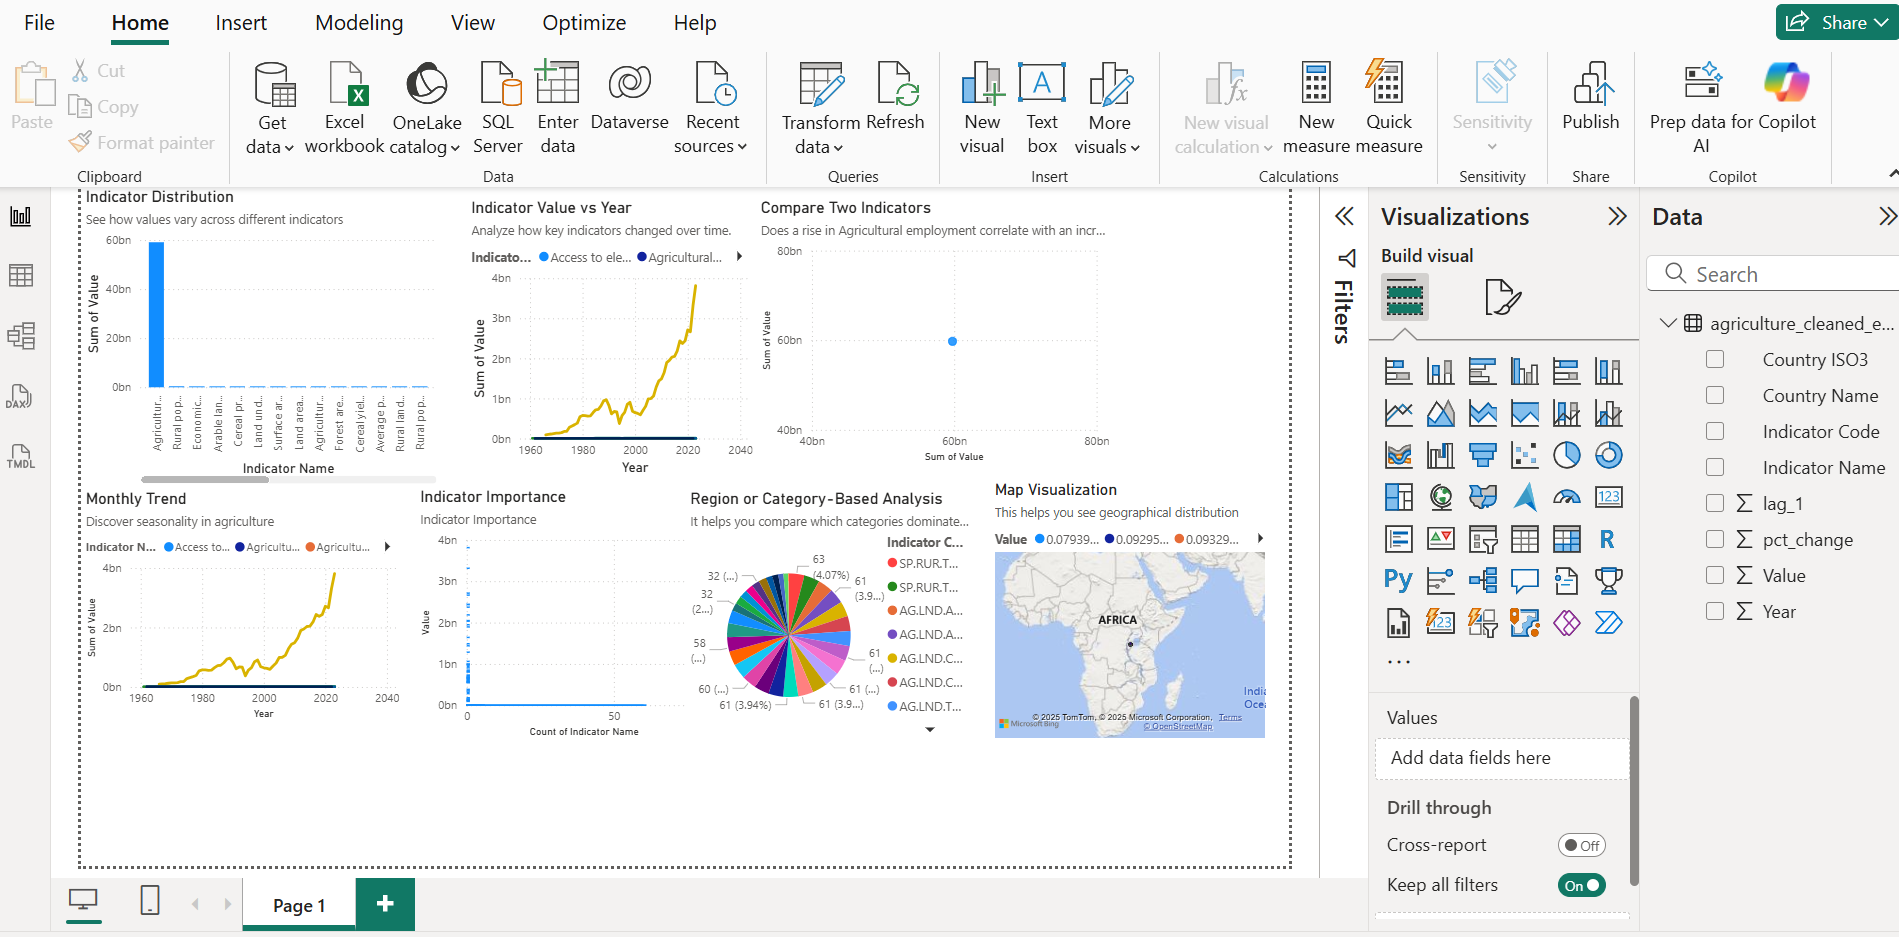 File Home Insert Modeling View Optimize Help Share
Paste
Cut
Copy
Format painter
Clipboard
Get data
Excel workbook
OneLake catalog
SQL Server
Enter data
Dataverse
Recent sources
Data
Transform data
Refresh
Queries
New visual
Text box
More visuals
Insert
New visual calculation
New measure
Quick measure
Calculations
Sensitivity
Sensitivity
Publish
Share
Prep data for AI
Copilot
Copilot
DAX
TMDL
Indicator Distribution
See how values vary across different indicators
Sum of Value
60bn
40bn
20bn
0bn
Agricultur...
Rural pop...
Economic...
Arable lan...
Cereal pr...
Land und...
Surface ar...
Land area...
Agricultur...
Forest are...
Cereal yiel...
Average p...
Rural land...
Rural pop...
Indicator Name
Indicator Value vs Year
Analyze how key indicators changed over time.
Indicato... Access to ele... Agricultural...
Sum of Value
4bn
3bn
2bn
1bn
0bn
1960 1980 2000 2020 2040
Year
Compare Two Indicators
Does a rise in Agricultural employment correlate with an incr...
Sum of Value
80bn
60bn
40bn
40bn 60bn 80bn
Sum of Value
Monthly Trend
Discover seasonality in agriculture
Indicator N... Access to... Agricultu... Agricultu...
Sum of Value
4bn
2bn
0bn
1960 1980 2000 2020 2040
Year
Indicator Importance
Indicator Importance
Value
4bn
3bn
2bn
1bn
0bn
0 50
Count of Indicator Name
Region or Category-Based Analysis
It helps you compare which categories dominate...
63
(4.07%)
61
(3.9...)
61
(...)
61 (...)
61 (3.9...
61 (3.94%)
60 (...)
58
(...)
32
(2...)
32 (...)
Indicator C...
SP.RUR.T...
SP.RUR.T...
AG.LND.A...
AG.LND.A...
AG.LND.C...
AG.LND.C...
AG.LND.T...
Map Visualization
This helps you see geographical distribution
Value 0.07939... 0.09295... 0.09329...
AFRICA
India
Ocea
Microsoft Bing
© 2025 TomTom, © 2025 Microsoft Corporation, Terms
© OpenStreetMap
Filters
Visualizations
Build visual
123
R
Py
123
...
Values
Add data fields here
Drill through
Cross-report Off
Keep all filters On
Data
Search
agriculture_cleaned_e...
Country ISO3
Country Name
Indicator Code
Indicator Name
∑ lag_1
∑ pct_change
∑ Value
∑ Year
Page 1
+